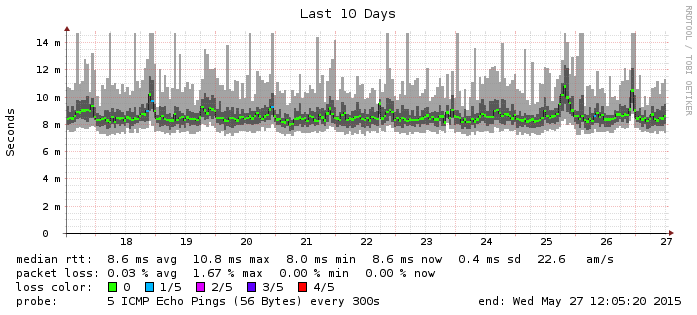 Last 10 Days
RRDTOOL / TOBI OETIKER
Seconds
14 m
12 m
10 m
8 m
6 m
4 m
2 m
0
18 19 20 21 22 23 24 25 26 27
median rtt: 8.6 ms avg 10.8 ms max 8.0 ms min 8.6 ms now 0.4 ms sd 22.6 am/s
packet loss: 0.03 % avg 1.67 % max 0.00 % min 0.00 % now
loss color: 0 1/5 2/5 3/5 4/5
probe: 5 ICMP Echo Pings (56 Bytes) every 300s end: Wed May 27 12:05:20 2015